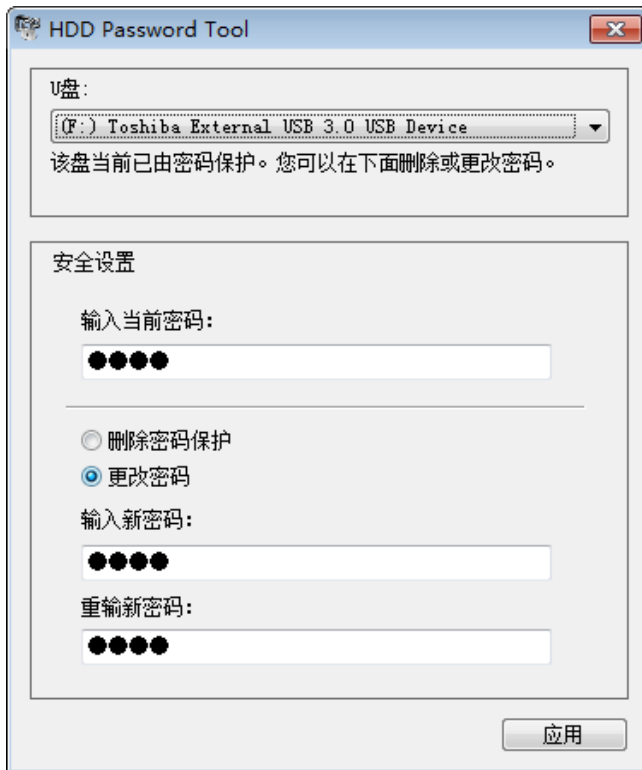 HDD Password Tool
U盘:
(F:) Toshiba External USB 3.0 USB Device
该盘当前已由密码保护。您可以在下面删除或更改密码。
安全设置
输入当前密码:
●●●●
删除密码保护
更改密码
输入新密码:
●●●●
重输新密码:
●●●●
应用